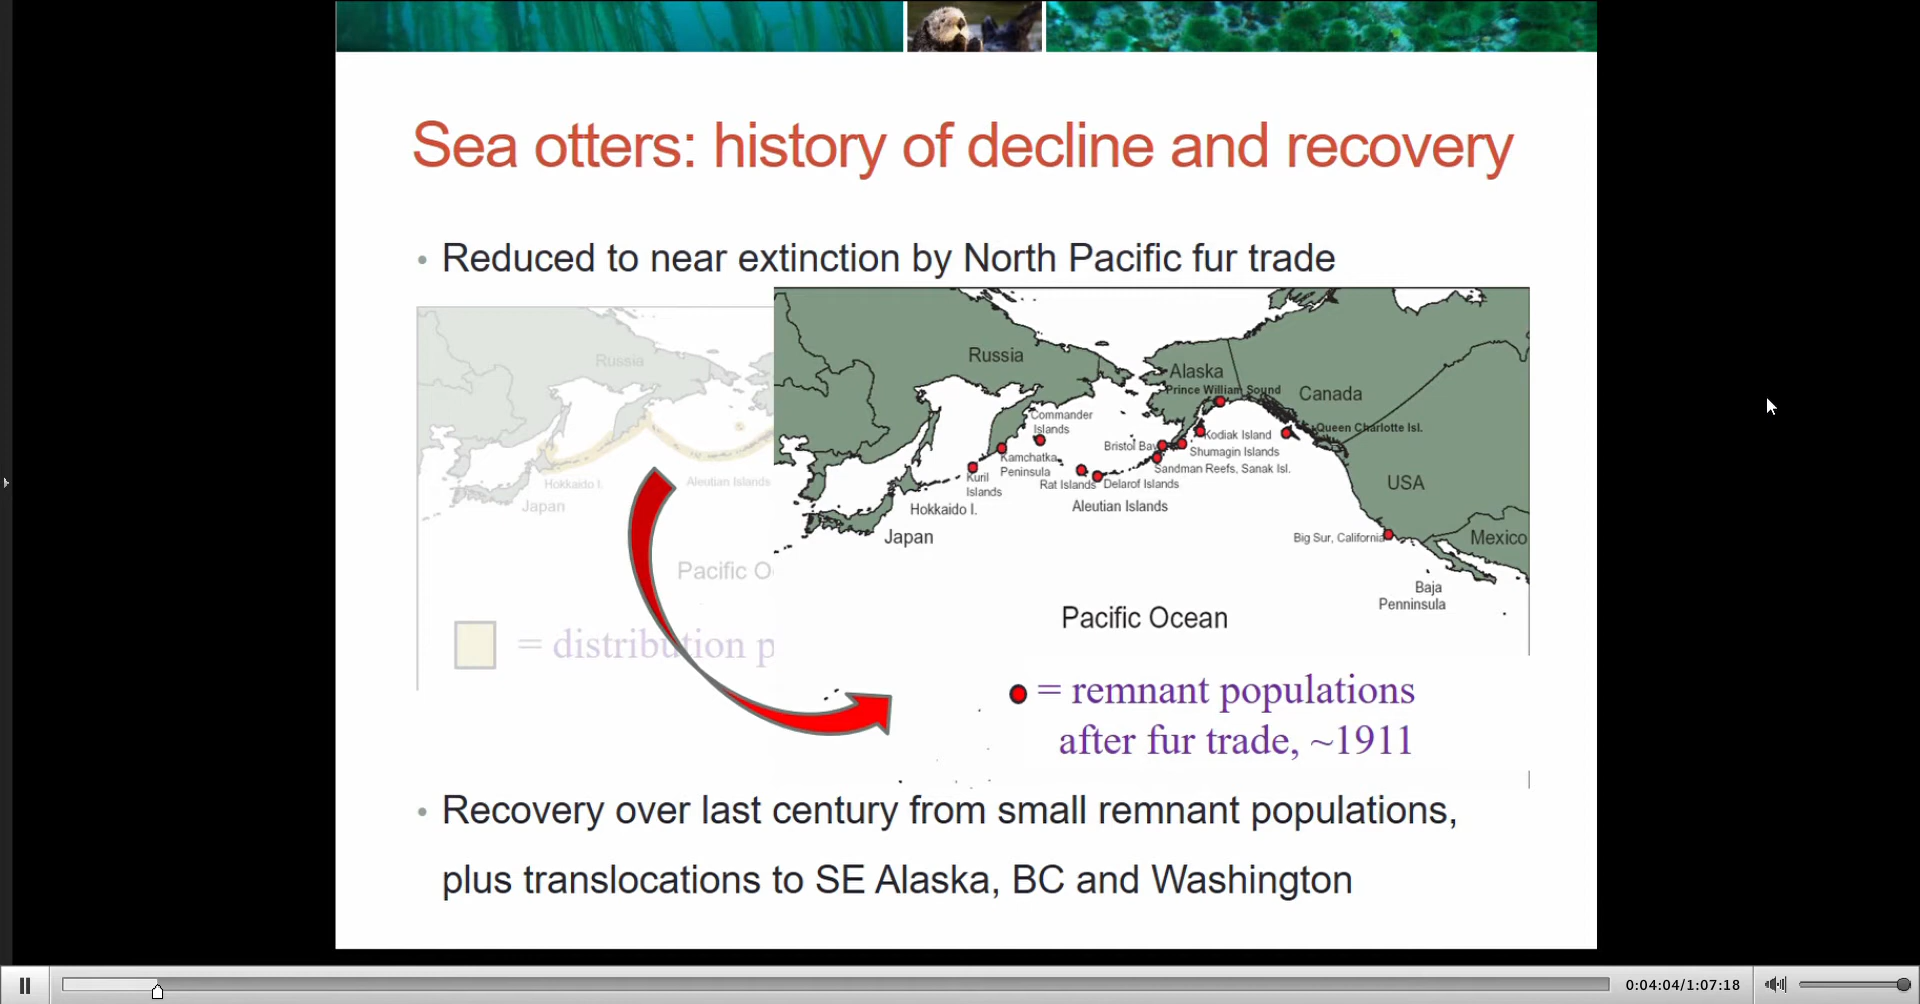 Sea otters: history of decline and recovery
• Reduced to near extinction by North Pacific fur trade
Russia
Hokkaido I.
Aleutian Islands
Japan
Pacific O
= distribution p
Russia
Alaska
Prince William Sound
Canada
Commander
Islands
Queen Charlotte Isl.
Kodiak Island
Bristol Bay
Shumagin Islands
Kamchatka
Peninsula
Sandman Reefs, Sanak Isl.
Kuril
Islands
Rat Islands
Delarof Islands
USA
Hokkaido I.
Aleutian Islands
Japan
Big Sur, California
Mexico
Baja
Penninsula
Pacific Ocean
= remnant populations
after fur trade, ~1911
• Recovery over last century from small remnant populations,
plus translocations to SE Alaska, BC and Washington
0:04:04/1:07:18